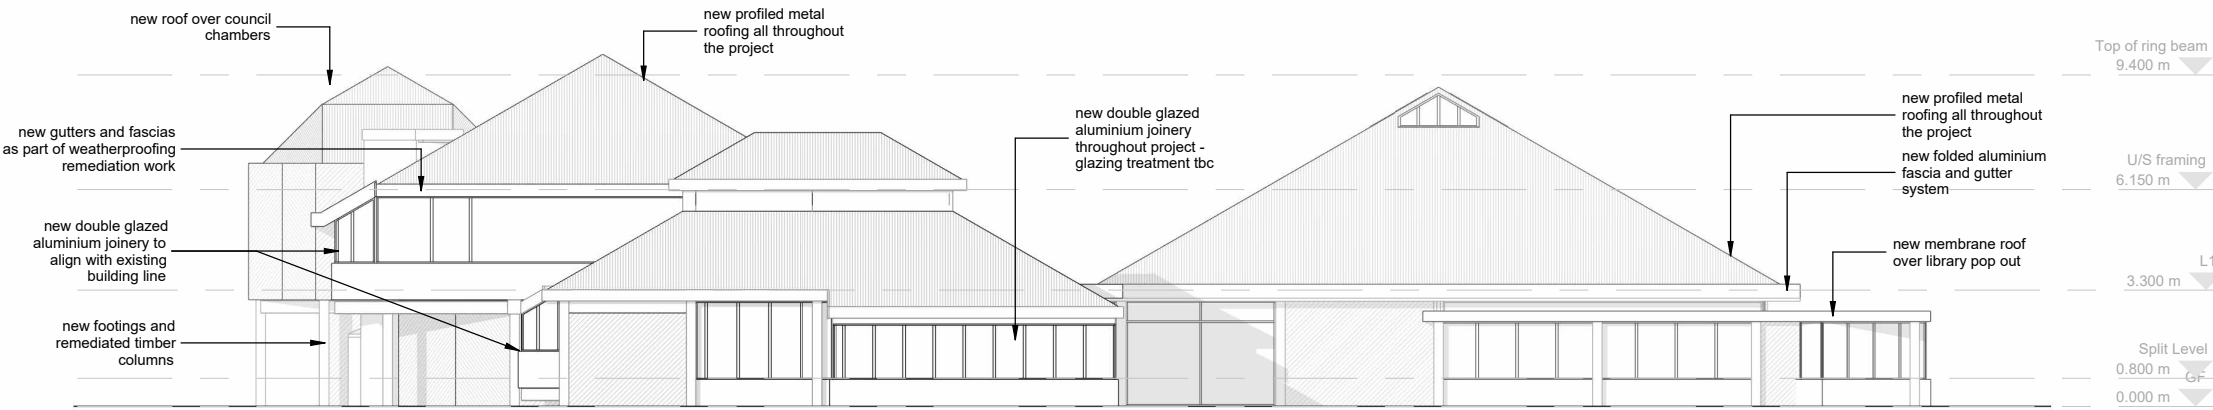 new roof over council
chambers
new profiled metal
roofing all throughout
the project
new gutters and fascias
as part of weatherproofing
remediation work
new double glazed
aluminium joinery
throughout project -
glazing treatment tbc
new profiled metal
roofing all throughout
the project
new folded aluminium
fascia and gutter
system
new double glazed
aluminium joinery to
align with existing
building line
new membrane roof
over library pop out
new footings and
remediated timber
columns
Top of ring beam
9.400 m
U/S framing
6.150 m
L1
3.300 m
Split Level
0.800 m
GF
0.000 m